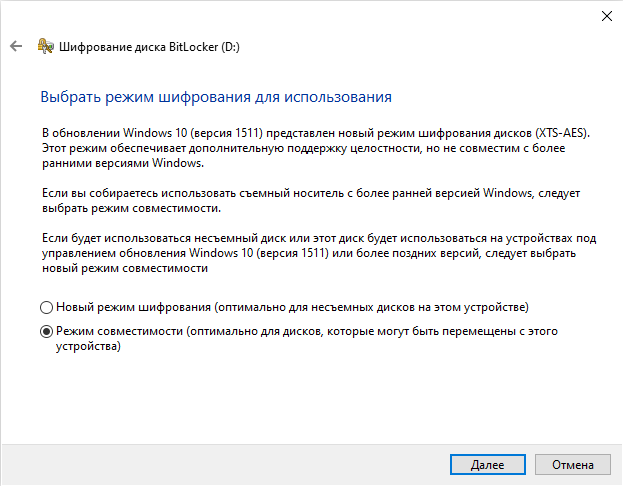 Шифрование диска BitLocker (D:)
Выбрать режим шифрования для использования
В обновлении Windows 10 (версия 1511) представлен новый режим шифрования дисков (XTS-AES).
Этот режим обеспечивает дополнительную поддержку целостности, но не совместим с более
ранними версиями Windows.
Если вы собираетесь использовать съемный носитель с более ранней версией Windows, следует
выбрать режим совместимости.
Если будет использоваться несъемный диск или этот диск будет использоваться на устройствах под
управлением обновления Windows 10 (версия 1511) или более поздних версий, следует выбрать
новый режим совместимости
Новый режим шифрования (оптимально для несъемных дисков на этом устройстве)
Режим совместимости (оптимально для дисков, которые могут быть перемещены с этого
устройства)
Далее
Отмена